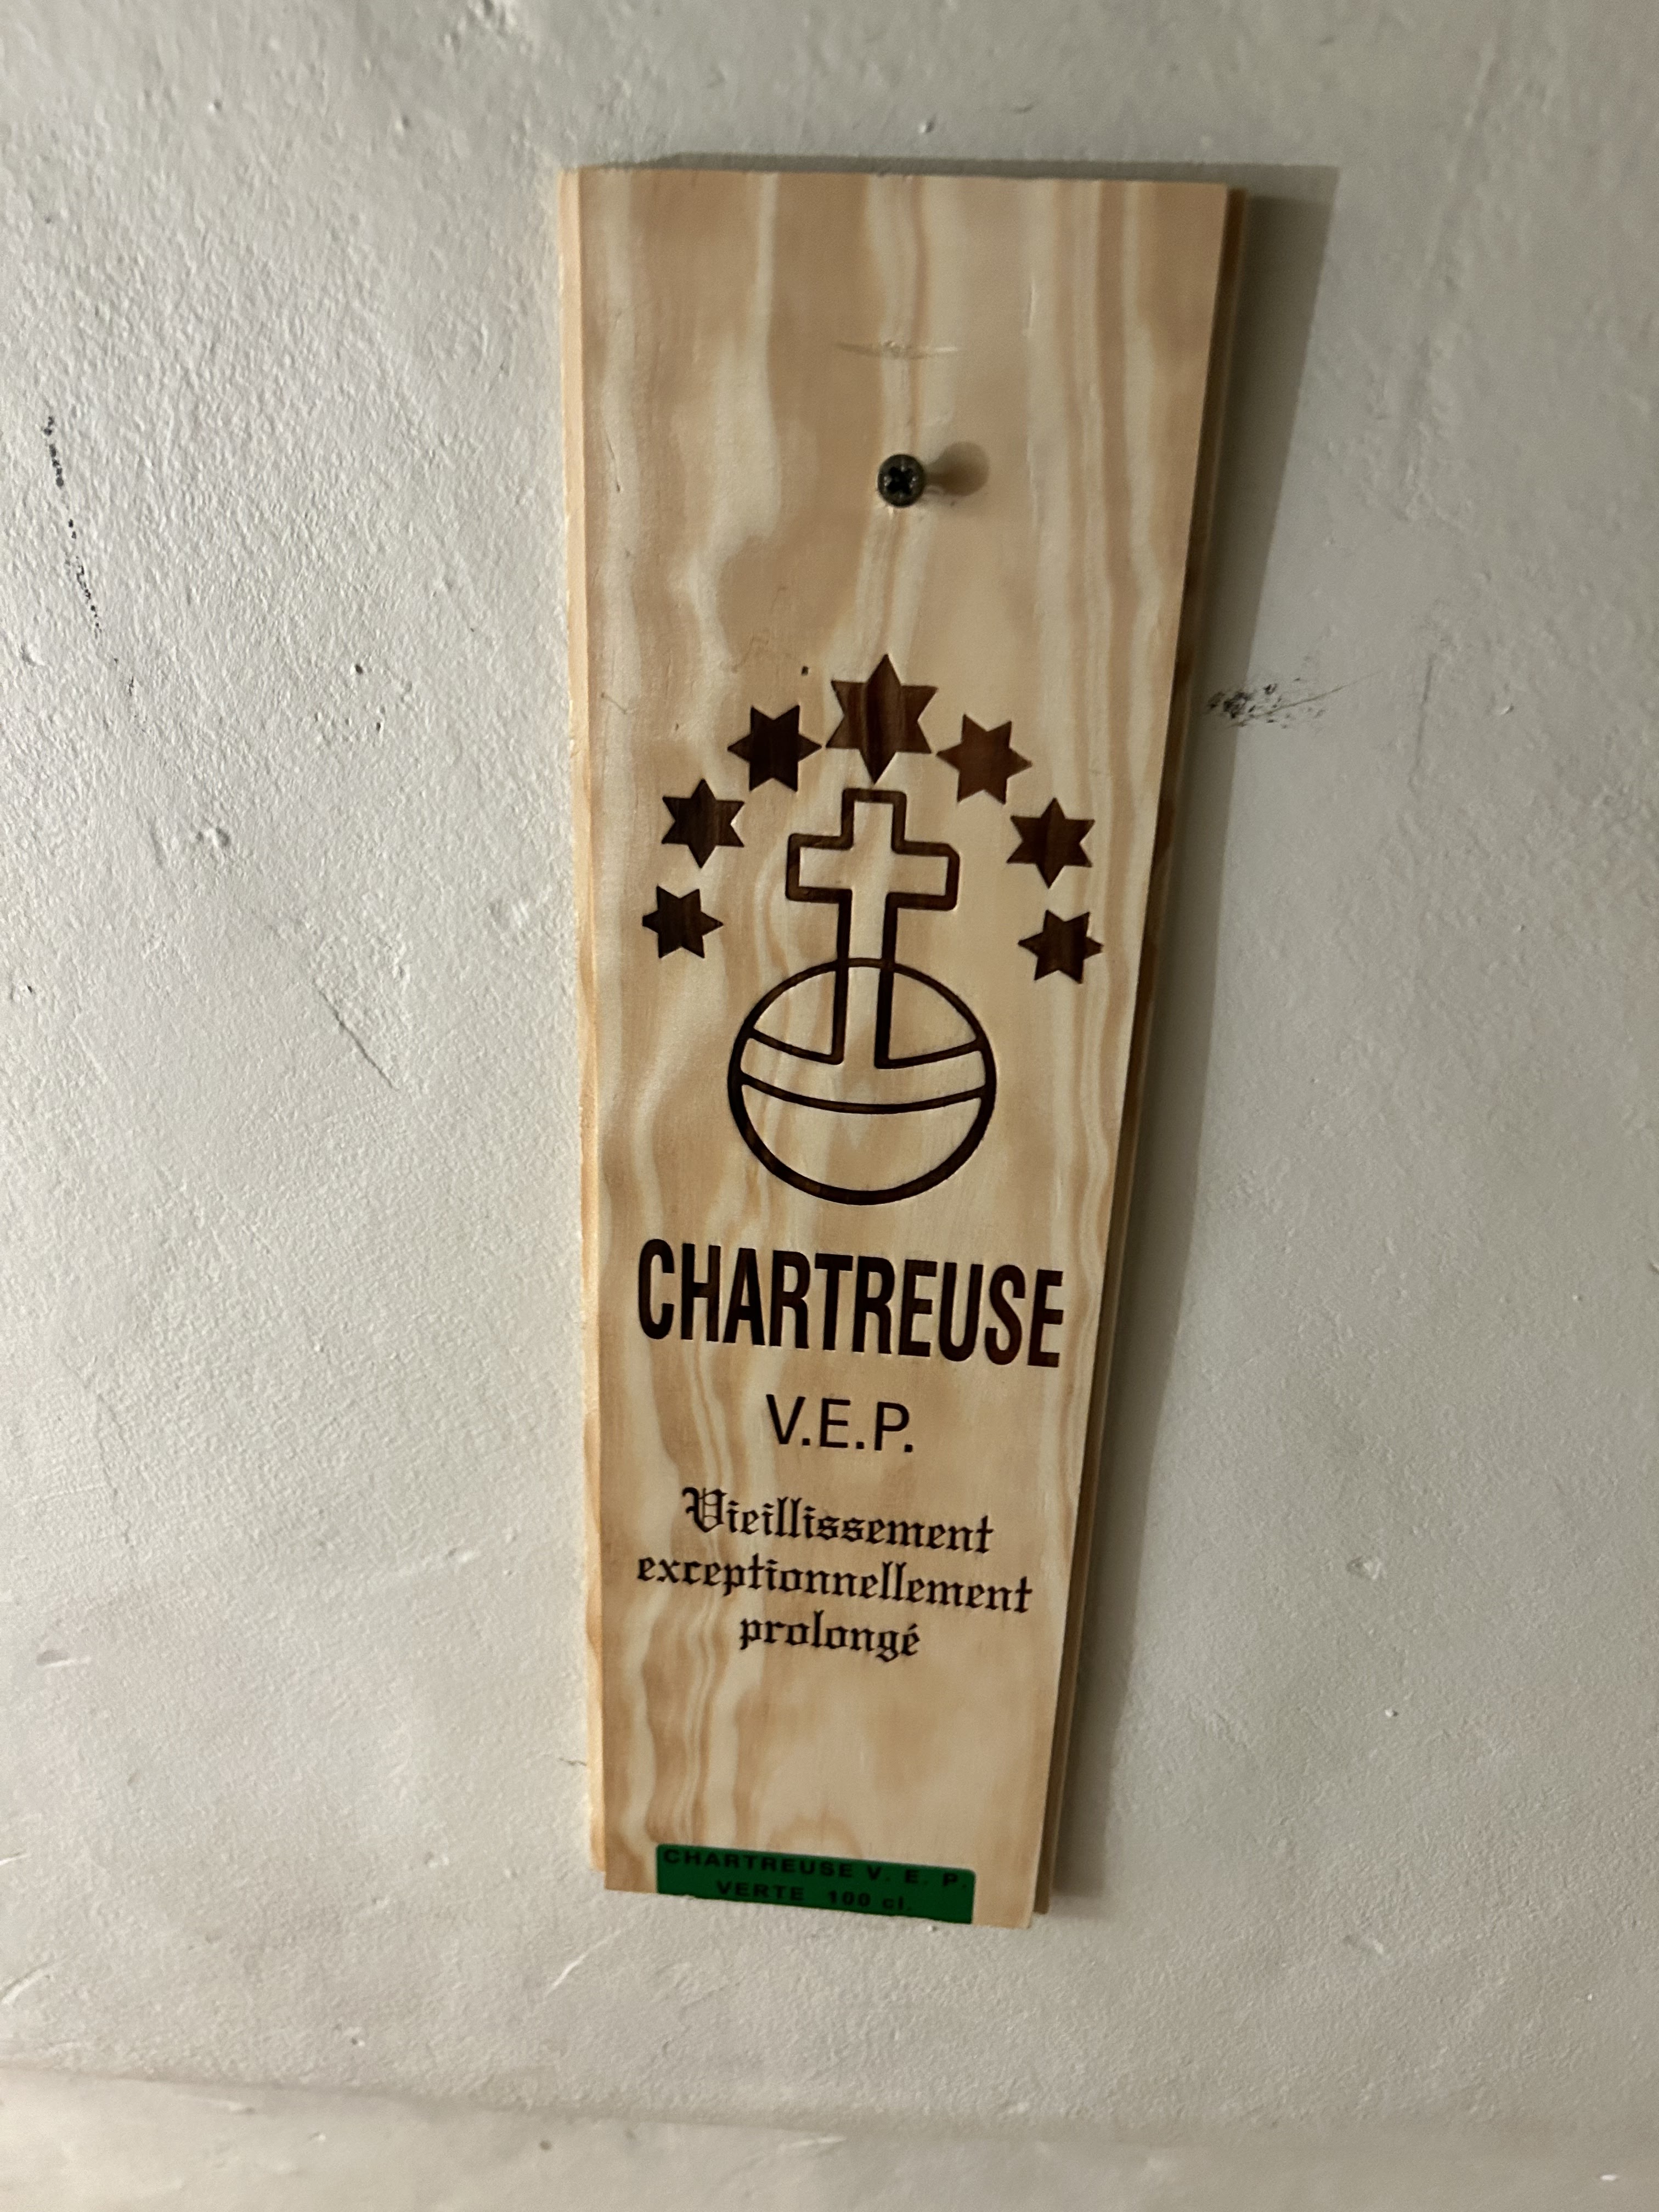 CHARTREUSE
V.E.P.
Vieillissement
exceptionnellement
prolongé
CHARTREUSE V. E. P.
VERTE 100 cl.